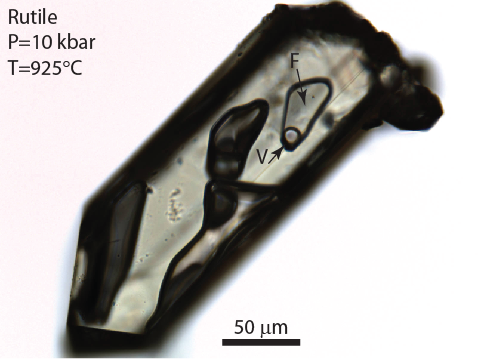 Rutile
P=10 kbar
T=925°C
F
V
50 µm